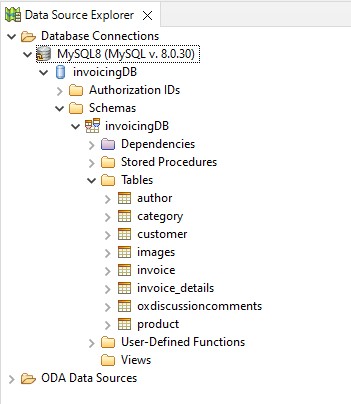 Data Source Explorer
Database Connections
MySQL8 (MySQL v. 8.0.30)
invoicingDB
Authorization IDs
Schemas
invoicingDB
Dependencies
Stored Procedures
Tables
author
category
customer
images
invoice
invoice_details
oxdiscussioncomments
product
User-Defined Functions
Views
ODA Data Sources